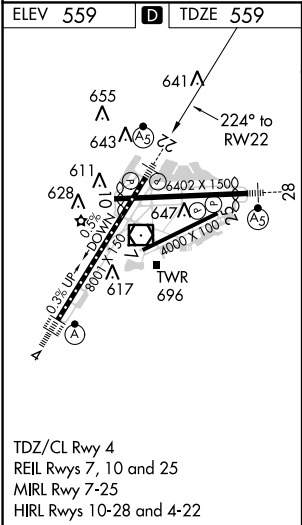 ELEV 559 D TDZE 559
641
655
224° to
RW22
643
A5
22
611
P
P
6402 X 1500
28
10
628
0.5%
DOWN
647
P
P
25
A5
8001 X 150
4000 X 100
7
0.3% UP
617
TWR
696
A
4
TDZ/CL Rwy 4
REIL Rwys 7, 10 and 25
MIRL Rwy 7-25
HIRL Rwys 10-28 and 4-22